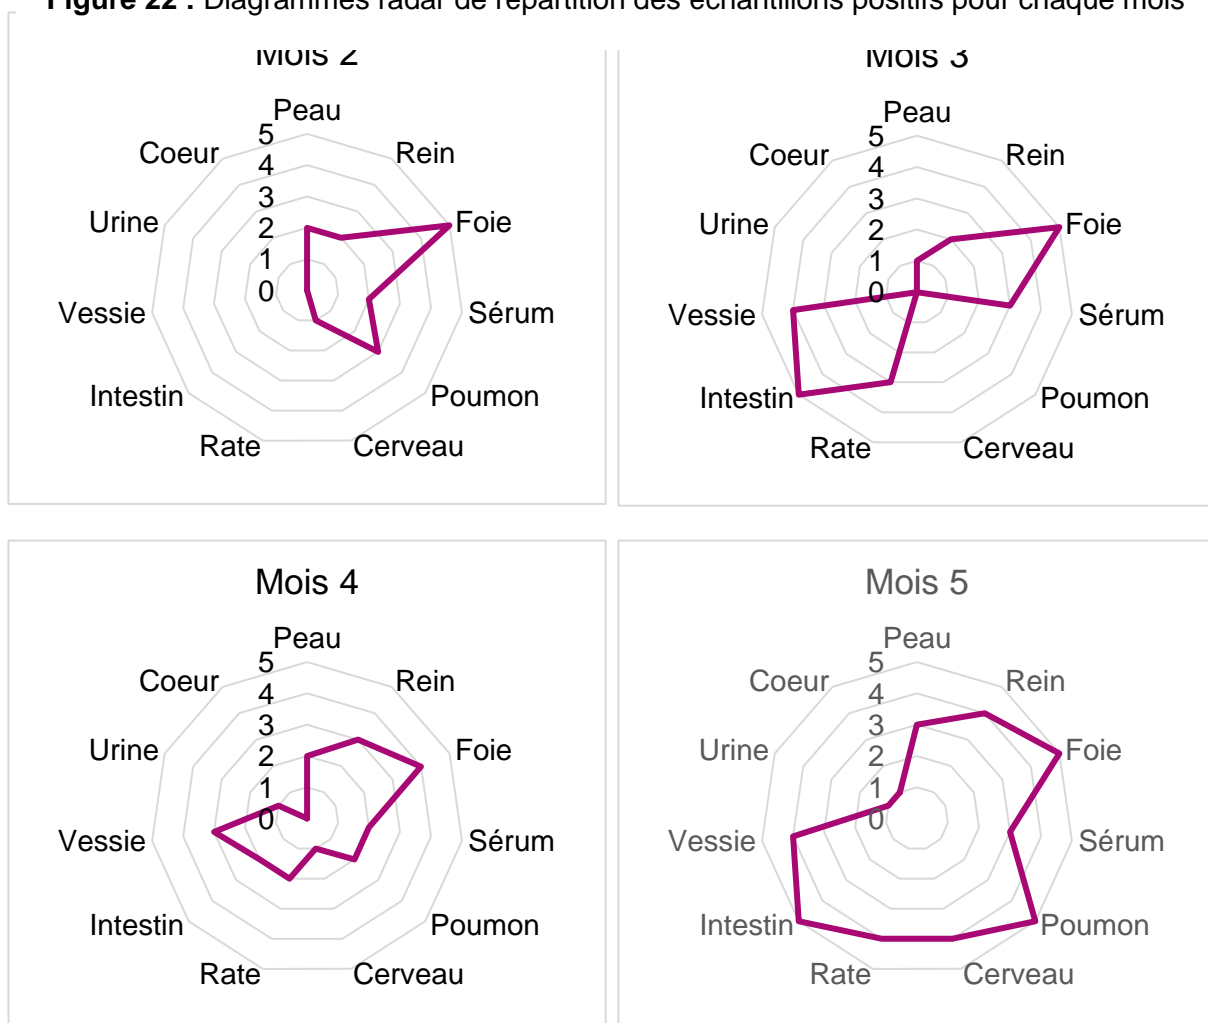 Figure 22 : Diagrammes radar de répartition des échantillons positifs pour chaque mois
Mois 2
Peau
Rein
Foie
Sérum
Poumon
Cerveau
Rate
Intestin
Vessie
Urine
Coeur
5
4
3
2
1
0
Mois 3
Peau
Rein
Foie
Sérum
Poumon
Cerveau
Rate
Intestin
Vessie
Urine
Coeur
5
4
3
2
1
0
Mois 4
Peau
Rein
Foie
Sérum
Poumon
Cerveau
Rate
Intestin
Vessie
Urine
Coeur
5
4
3
2
1
0
Mois 5
Peau
Rein
Foie
Sérum
Poumon
Cerveau
Rate
Intestin
Vessie
Urine
Coeur
5
4
3
2
1
0